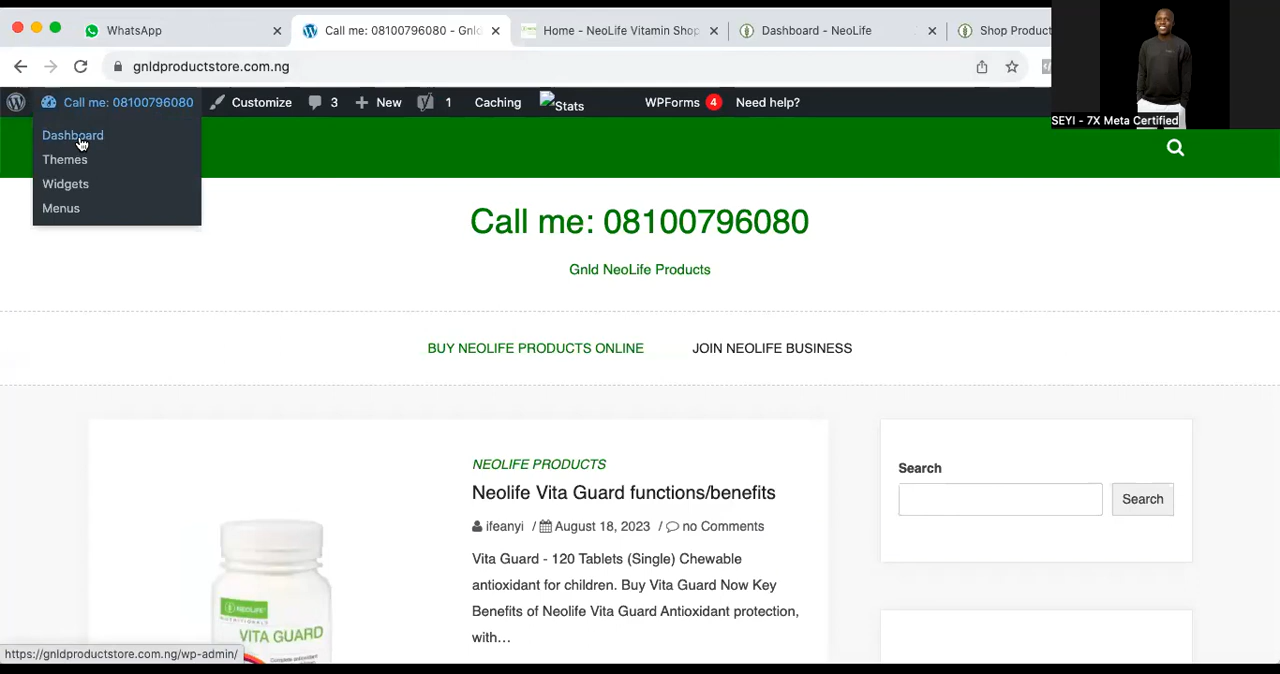 WhatsApp
Call me: 08100796080 - Gnld
Home - NeoLife Vitamin Shop
Dashboard - NeoLife
Shop Product
gnldproductstore.com.ng
Call me: 08100796080
Customize
3
New
1
Caching
Stats
WPForms 4
Need help?
SEYI - 7X Meta Certified
Dashboard
Themes
Widgets
Menus
Call me: 08100796080
Gnld NeoLife Products
BUY NEOLIFE PRODUCTS ONLINE
JOIN NEOLIFE BUSINESS
NEOLIFE PRODUCTS
Neolife Vita Guard functions/benefits
ifeanyi / August 18, 2023 / no Comments
Vita Guard - 120 Tablets (Single) Chewable
antioxidant for children. Buy Vita Guard Now Key
Benefits of Neolife Vita Guard Antioxidant protection,
with…
Search
Search
NEOLIFE
NUTRITIONALS
VITA GUARD
https://gnldproductstore.com.ng/wp-admin/